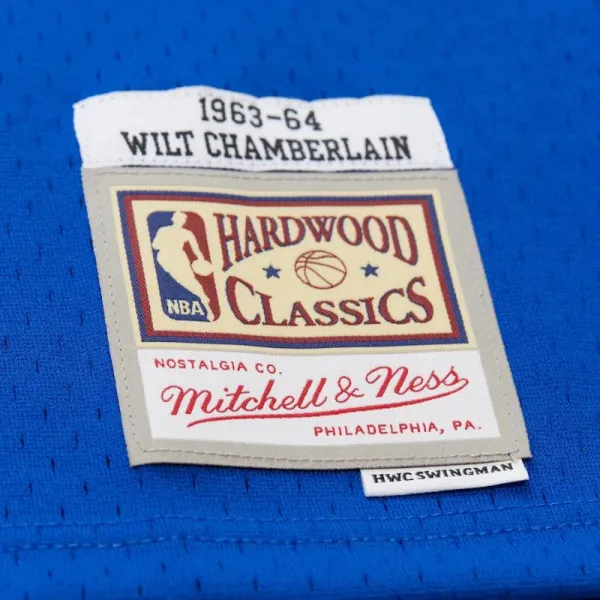 1963-64
WILT CHAMBERLAIN
HARDWOOD
NBA
CLASSICS
NOSTALGIA CO.
Mitchell & Ness
PHILADELPHIA, PA.
HWC SWINGMAN